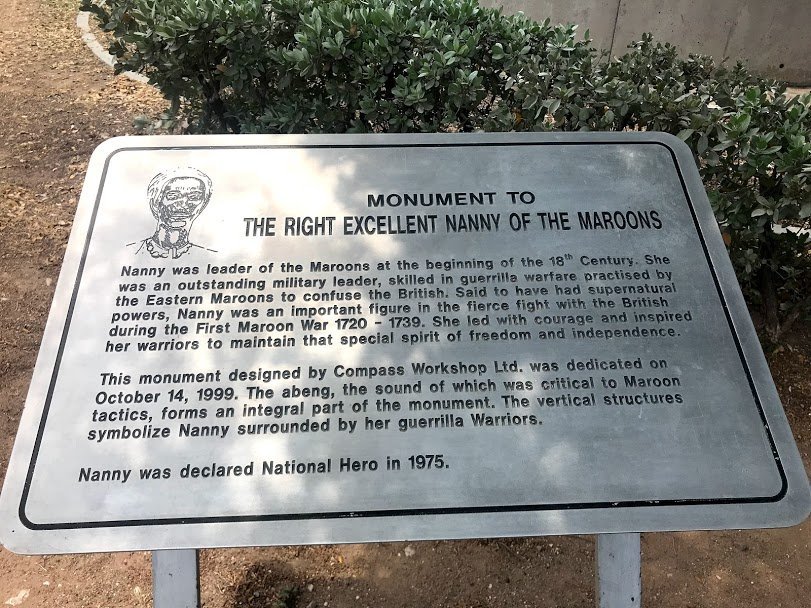 MONUMENT TO
THE RIGHT EXCELLENT NANNY OF THE MAROONS
Nanny was leader of the Maroons at the beginning of the 18th Century. She
was an outstanding military leader, skilled in guerrilla warfare practised by
the Eastern Maroons to confuse the British. Said to have had supernatural
powers, Nanny was an important figure in the fierce fight with the British
during the First Maroon War 1720 - 1739. She led with courage and inspired
her warriors to maintain that special spirit of freedom and independence.
This monument designed by Compass Workshop Ltd. was dedicated on
October 14, 1999. The abeng, the sound of which was critical to Maroon
tactics, forms an integral part of the monument. The vertical structures
symbolize Nanny surrounded by her guerrilla Warriors.
Nanny was declared National Hero in 1975.